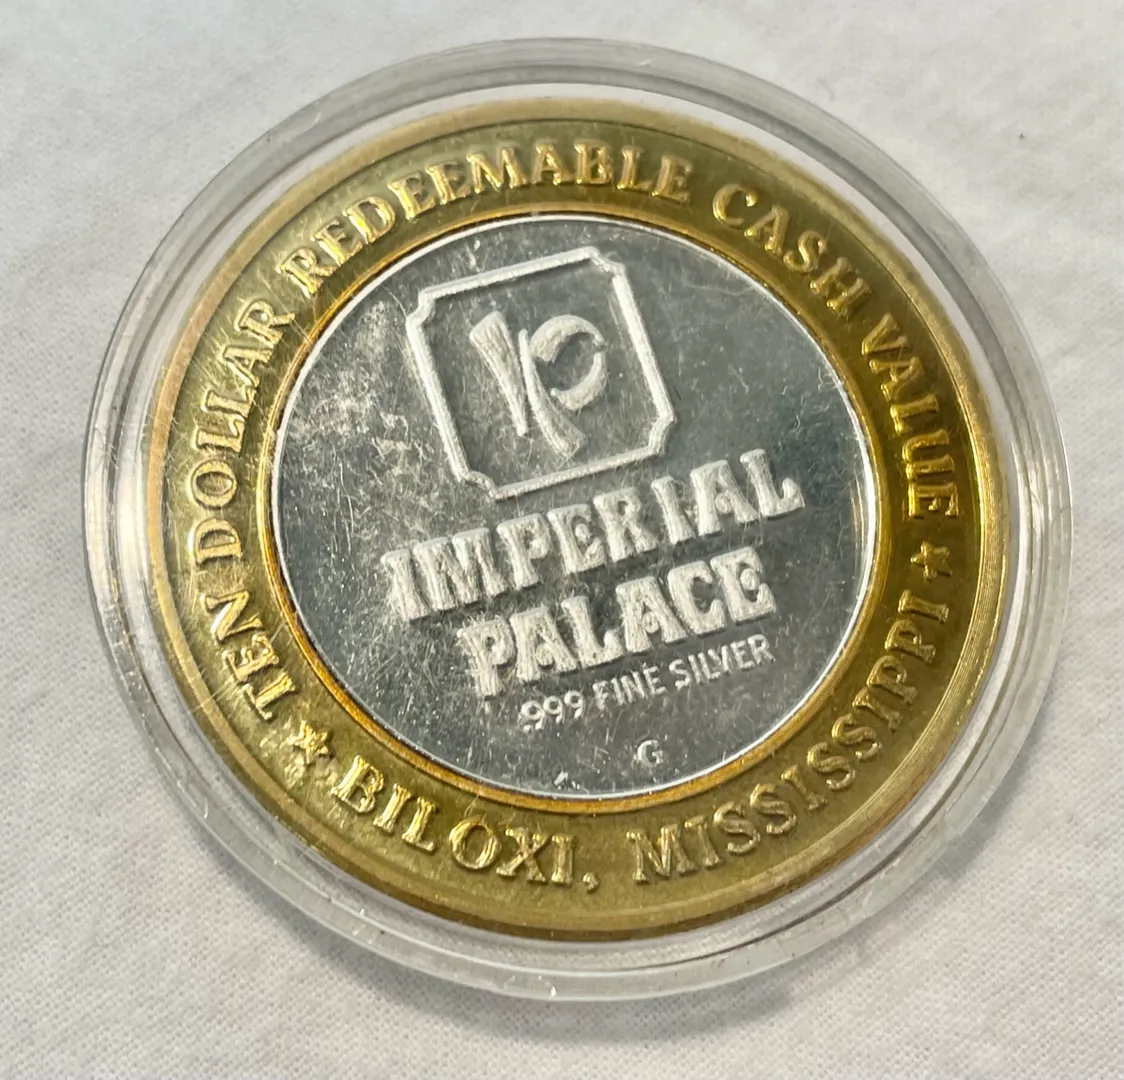 TEN DOLLAR REDEEMABLE CASH VALUE
IMPERIAL
PALACE
.999 FINE SILVER
G
★ BILOXI, MISSISSIPPI ★